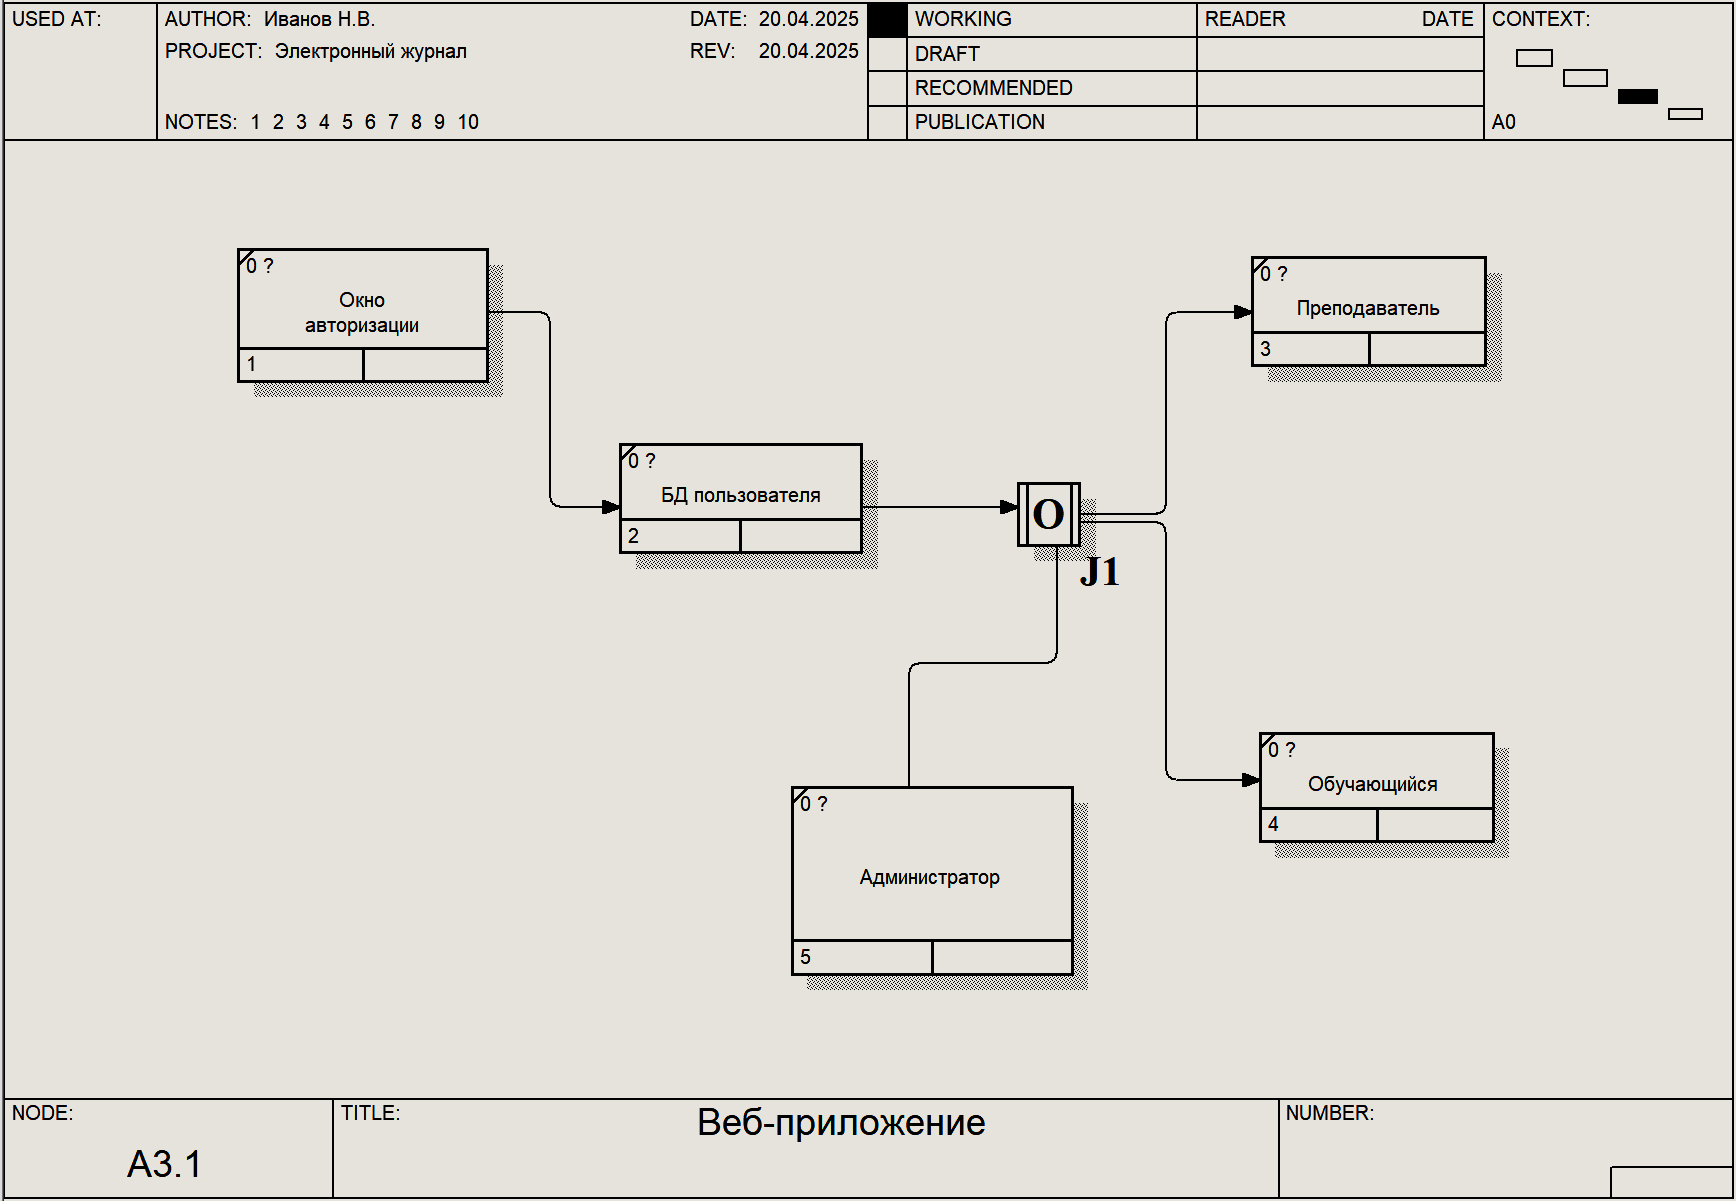 USED AT:
AUTHOR: Иванов Н.В.
DATE: 20.04.2025
PROJECT: Электронный журнал
REV: 20.04.2025
NOTES: 1 2 3 4 5 6 7 8 9 10
WORKING
DRAFT
RECOMMENDED
PUBLICATION
READER DATE
CONTEXT:
A0
0 ?
Окно
авторизации
1
0 ?
БД пользователя
2
O
J1
0 ?
Преподаватель
3
0 ?
Обучающийся
4
0 ?
Администратор
5
NODE:
A3.1
TITLE:
Веб-приложение
NUMBER: